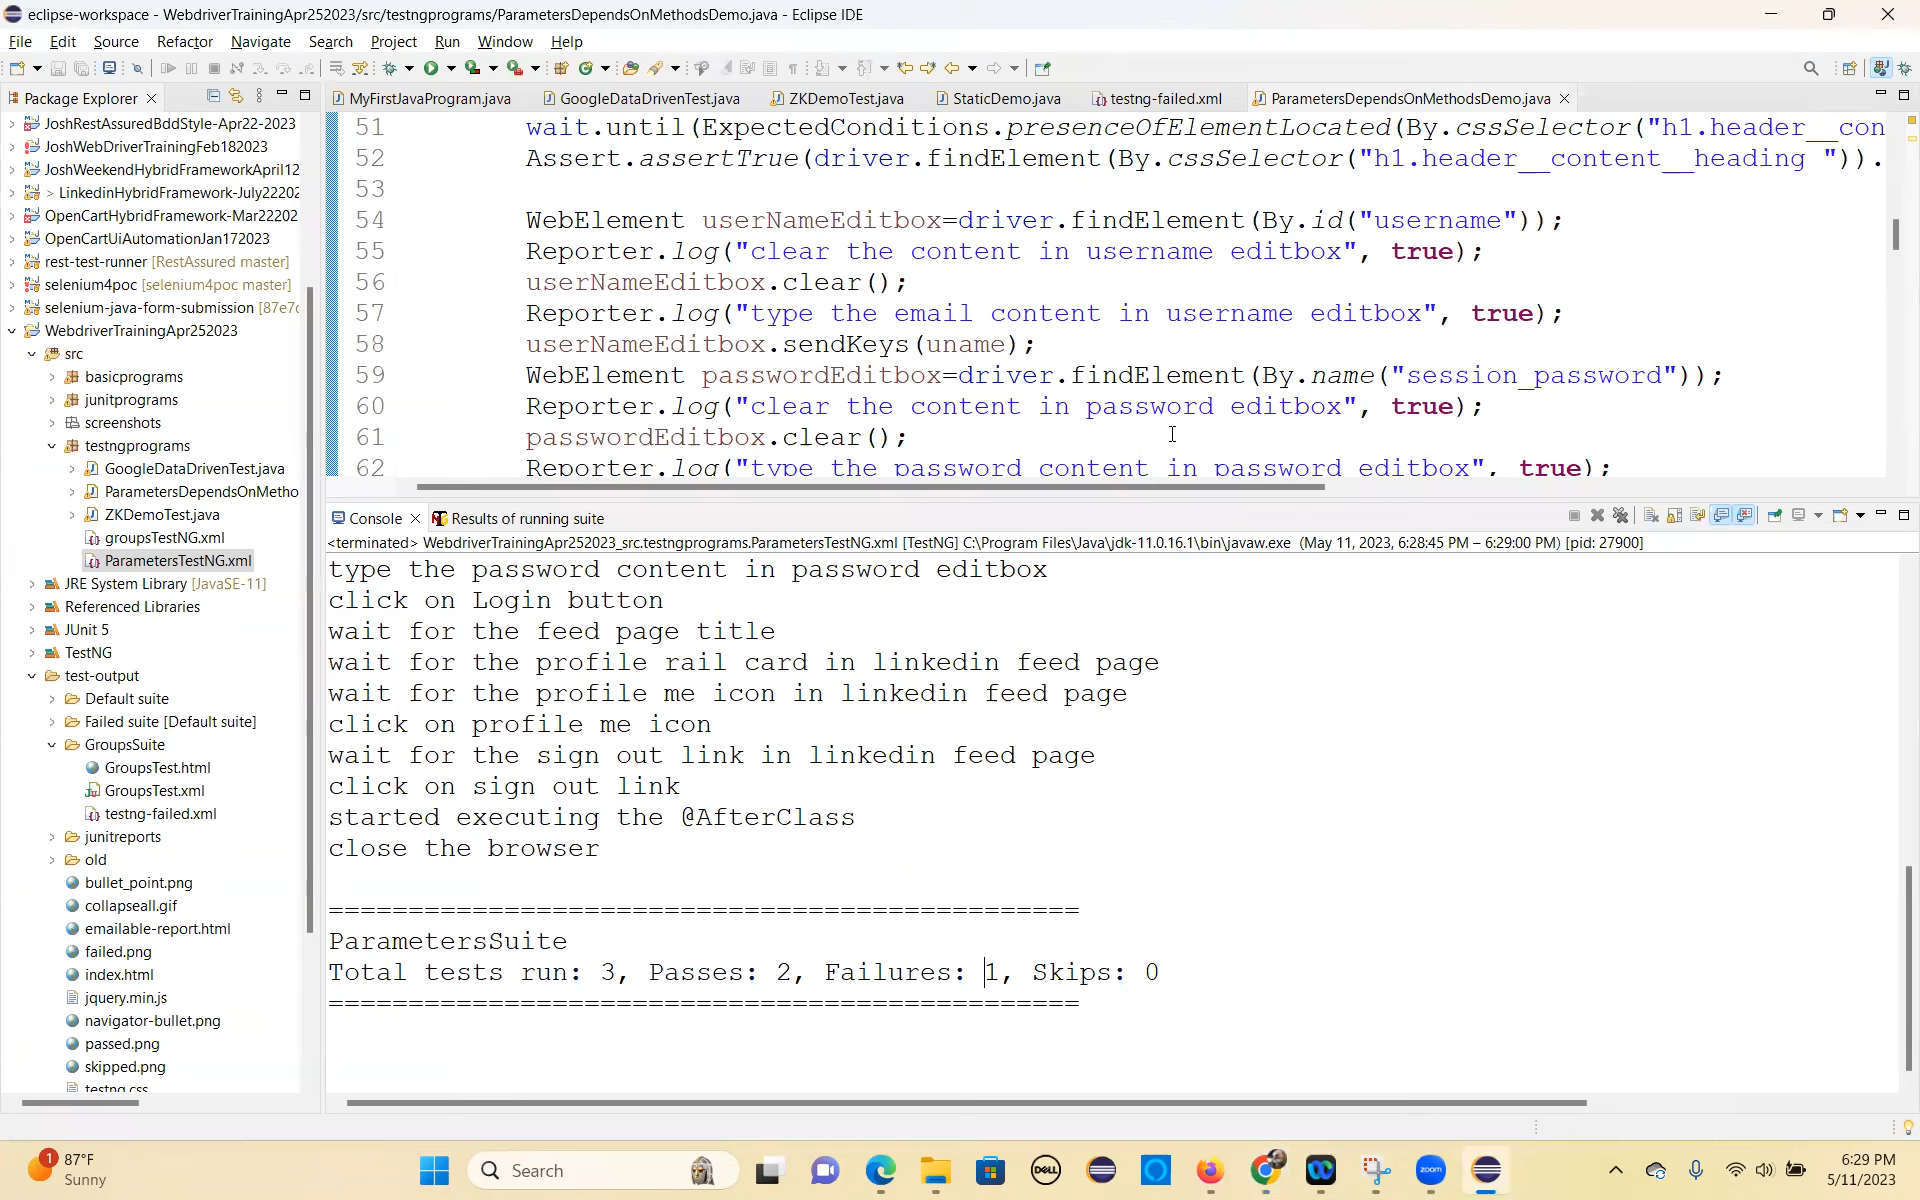 eclipse-workspace - WebdriverTrainingApr252023/src/testngprograms/ParametersDependsOnMethodsDemo.java - Eclipse IDE
File Edit Source Refactor Navigate Search Project Run Window Help
Package Explorer
JoshRestAssuredBddStyle-Apr22-2023
JoshWebDriverTrainingFeb182023
JoshWeekendHybridFrameworkApril12
> LinkedinHybridFramework-July22202
OpenCartHybridFramework-Mar22202
OpenCartUiAutomationJan172023
rest-test-runner [RestAssured master]
selenium4poc [selenium4poc master]
selenium-java-form-submission [87e7c
WebdriverTrainingApr252023
src
basicprograms
junitprograms
screenshots
testngprograms
GoogleDataDrivenTest.java
ParametersDependsOnMetho
ZKDemoTest.java
groupsTestNG.xml
ParametersTestNG.xml
JRE System Library [JavaSE-11]
Referenced Libraries
JUnit 5
TestNG
test-output
Default suite
Failed suite [Default suite]
GroupsSuite
GroupsTest.html
GroupsTest.xml
testng-failed.xml
junitreports
old
bullet_point.png
collapseall.gif
emailable-report.html
failed.png
index.html
jquery.min.js
navigator-bullet.png
passed.png
skipped.png
testng.css
MyFirstJavaProgram.java GoogleDataDrivenTest.java ZKDemoTest.java StaticDemo.java testng-failed.xml ParametersDependsOnMethodsDemo.java
51 wait.until(ExpectedConditions.presenceOfElementLocated(By.cssSelector("h1.header__con
52 Assert.assertTrue(driver.findElement(By.cssSelector("h1.header__content__heading ")).
53
54 WebElement userNameEditbox=driver.findElement(By.id("username"));
55 Reporter.log("clear the content in username editbox", true);
56 userNameEditbox.clear();
57 Reporter.log("type the email content in username editbox", true);
58 userNameEditbox.sendKeys(uname);
59 WebElement passwordEditbox=driver.findElement(By.name("session_password"));
60 Reporter.log("clear the content in password editbox", true);
61 passwordEditbox.clear();
62 Reporter.log("type the password content in password editbox", true);
Console Results of running suite
<terminated> WebdriverTrainingApr252023_src.testngprograms.ParametersTestNG.xml [TestNG] C:\Program Files\Java\jdk-11.0.16.1\bin\javaw.exe (May 11, 2023, 6:28:45 PM – 6:29:00 PM) [pid: 27900]
type the password content in password editbox
click on Login button
wait for the feed page title
wait for the profile rail card in linkedin feed page
wait for the profile me icon in linkedin feed page
click on profile me icon
wait for the sign out link in linkedin feed page
click on sign out link
started executing the @AfterClass
close the browser
===============================================
ParametersSuite
Total tests run: 3, Passes: 2, Failures: 1, Skips: 0
===============================================
1
87°F
Sunny
Search
DELL
zoom
6:29 PM
5/11/2023